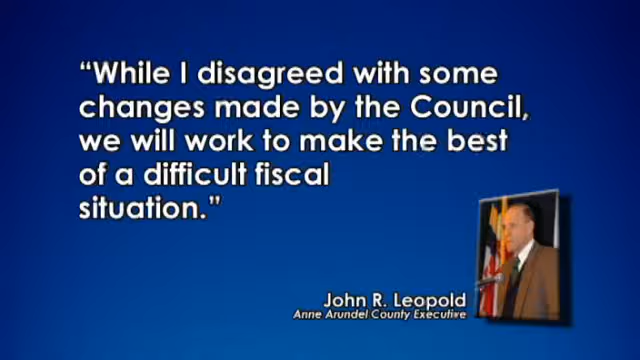 “While I disagreed with some
changes made by the Council,
we will work to make the best
of a difficult fiscal
situation.”
John R. Leopold
Anne Arundel County Executive